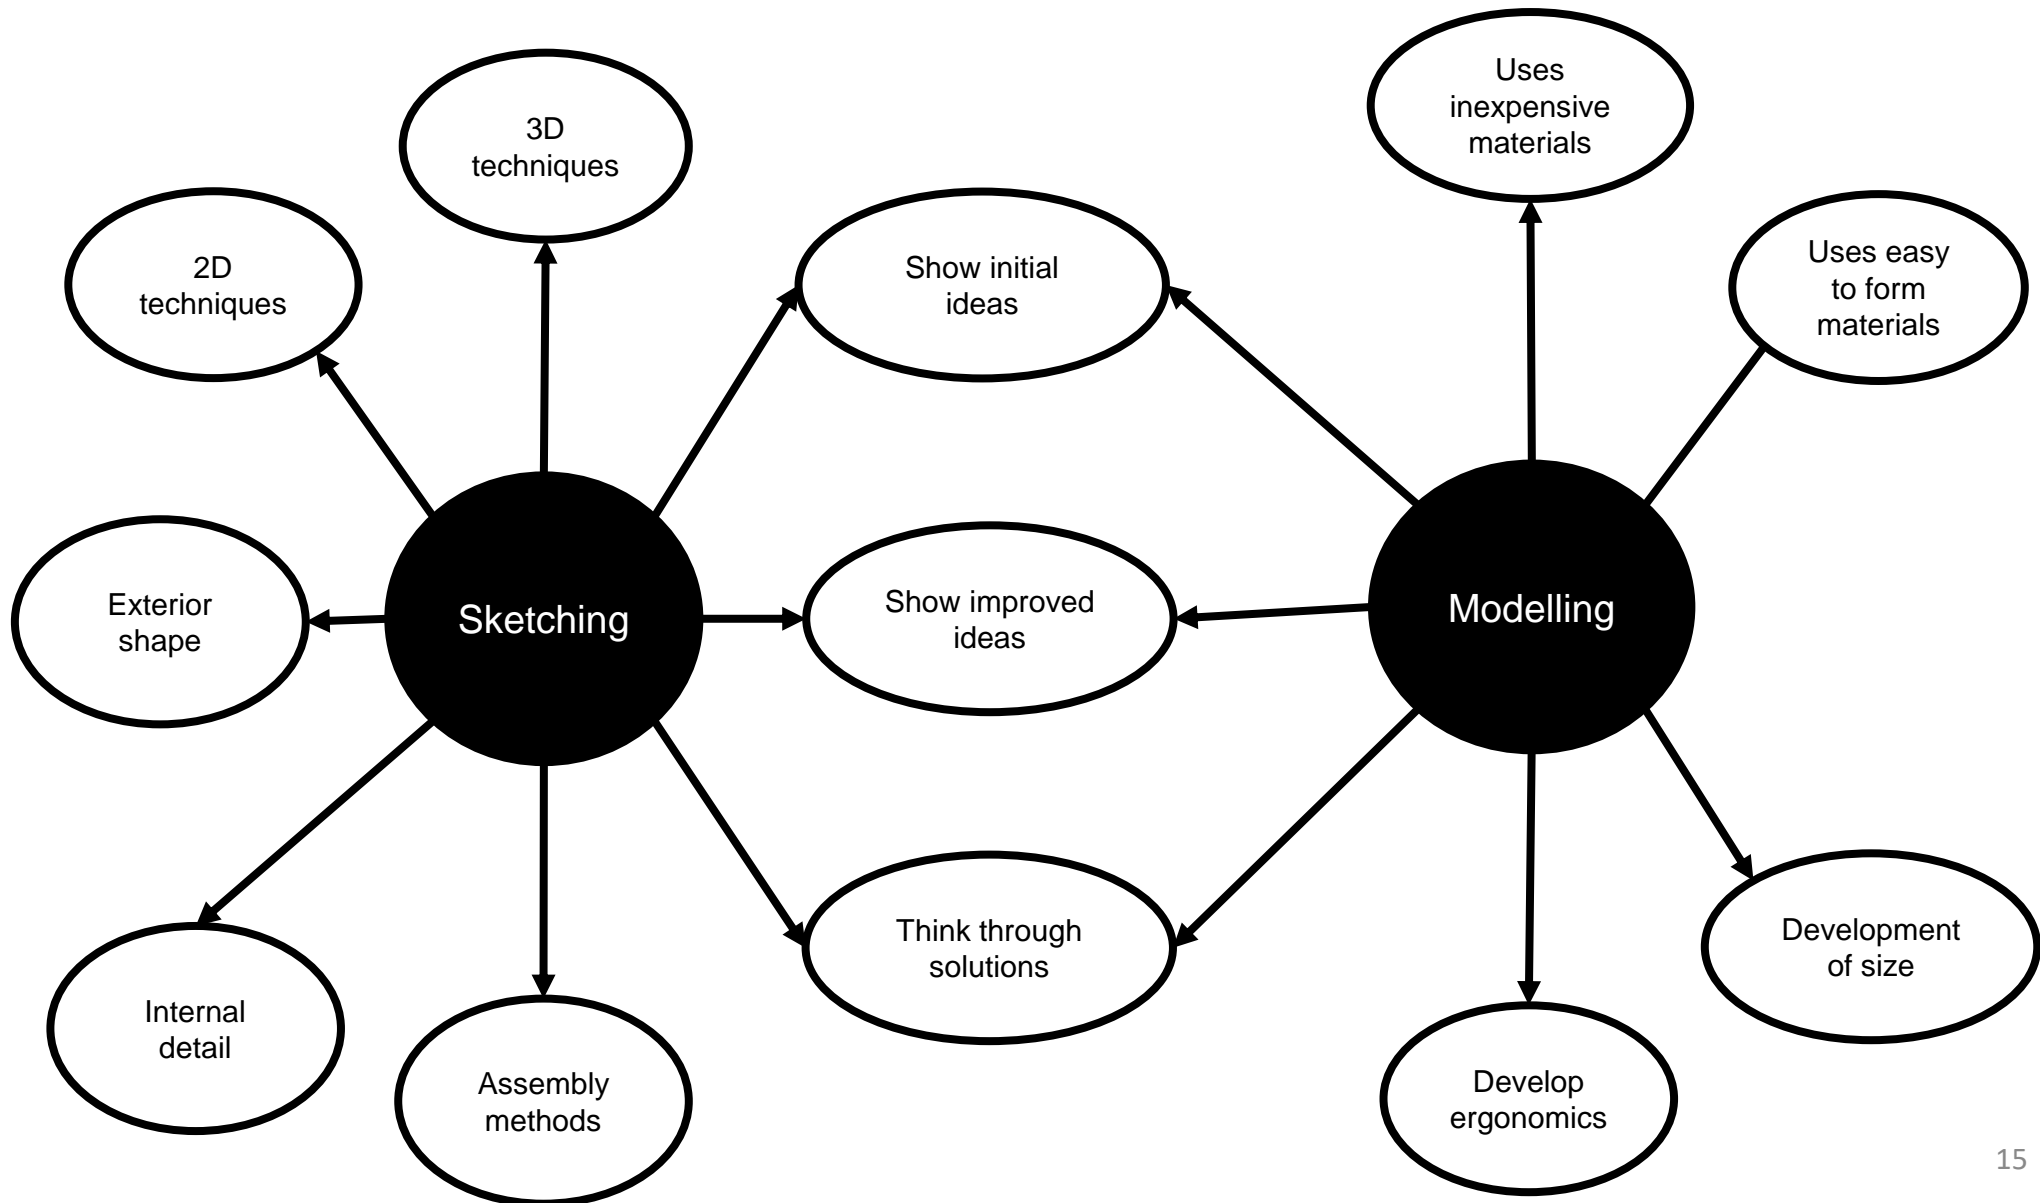 Uses
inexpensive
materials
3D
techniques
2D
techniques
Show initial
ideas
Uses easy
to form
materials
Exterior
shape
Sketching
Show improved
ideas
Modelling
Internal
detail
Assembly
methods
Think through
solutions
Develop
ergonomics
Development
of size
15